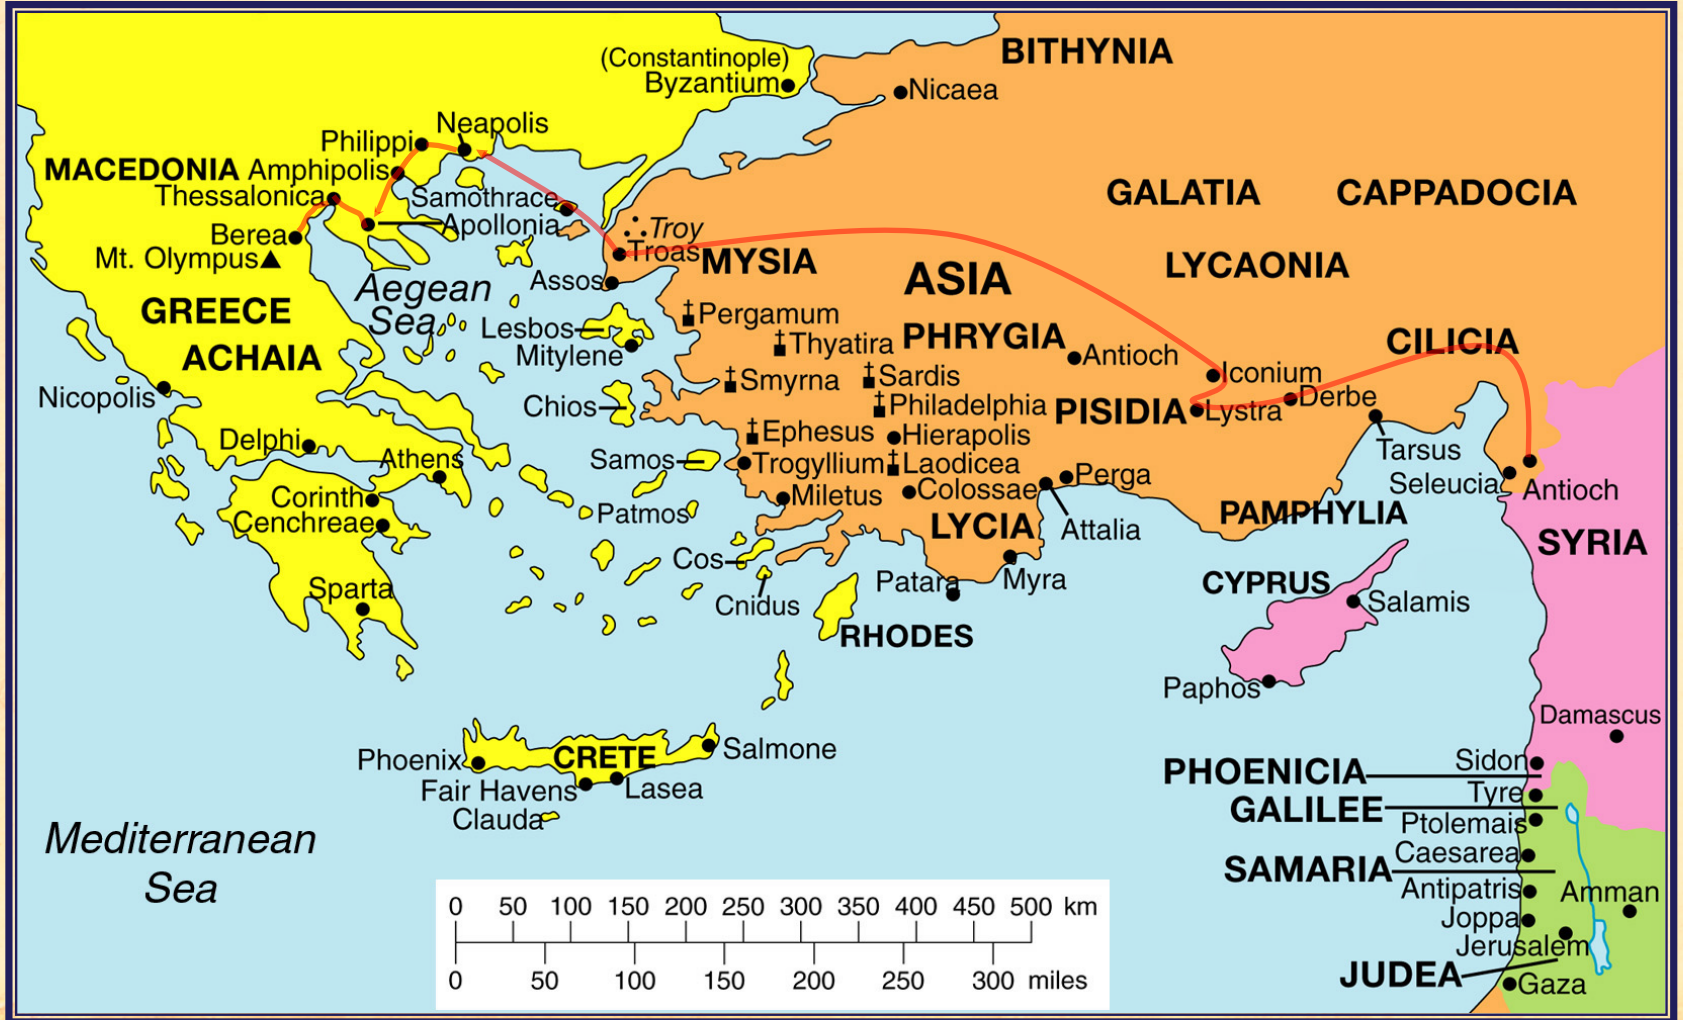 (Constantinople)
Byzantium
BITHYNIA
Nicaea
Neapolis
Philippi
MACEDONIA
Amphipolis
Thessalonica
Samothrace
Apollonia
Berea
Mt. Olympus
Troy
Troas
MYSIA
GALATIA
CAPPADOCIA
LYCAONIA
ASIA
Assos
Aegean
Sea
GREECE
ACHAIA
Pergamum
Lesbos
Mitylene
Thyatira
PHRYGIA
Antioch
CILICIA
Iconium
Nicopolis
Smyrna
Sardis
Chios
Philadelphia
PISIDIA
Lystra
Derbe
Delphi
Athens
Ephesus
Hierapolis
Tarsus
Samos
Trogyllium
Laodicea
Perga
Seleucia
Antioch
Corinth
Cenchreae
Miletus
Colossae
Patmos
LYCIA
Attalia
PAMPHYLIA
SYRIA
Cos
Cnidus
Patara
Myra
CYPRUS
Salamis
Sparta
RHODES
Paphos
Damascus
Phoenix
CRETE
Salmone
Fair Havens
Lasea
Clauda
PHOENICIA
Sidon
Tyre
GALILEE
Ptolemais
Caesarea
SAMARIA
Antipatris
Amman
Joppa
Jerusalem
JUDEA
Gaza
Mediterranean
Sea
0 50 100 150 200 250 300 350 400 450 500 km
0 50 100 150 200 250 300 miles